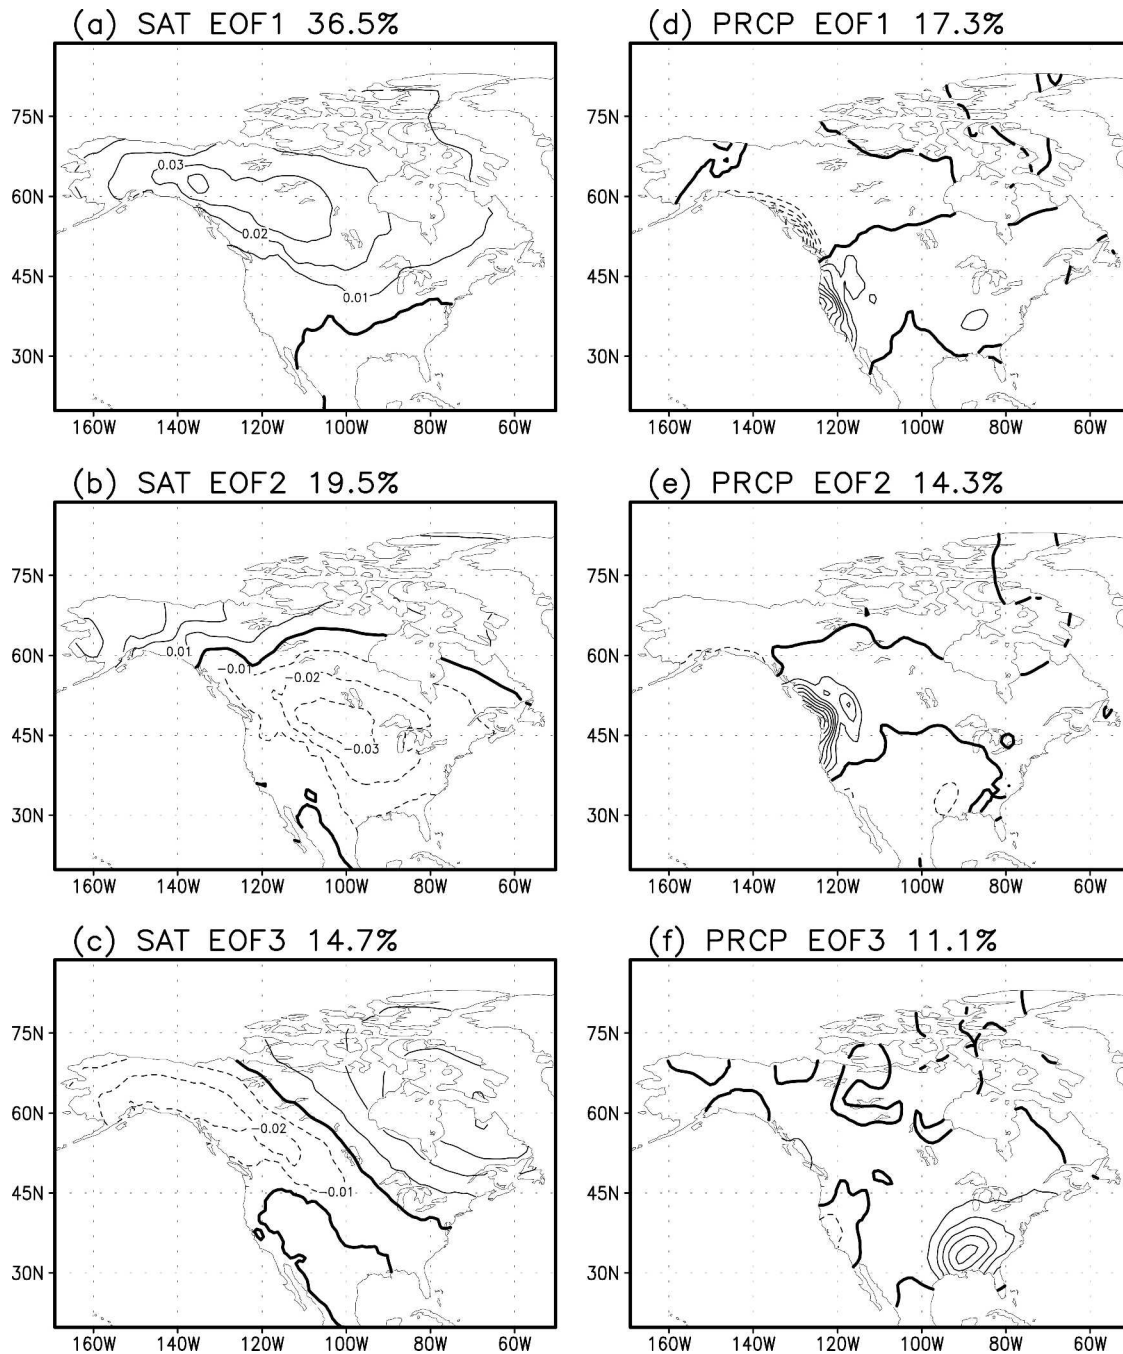 (a) SAT EOF1 36.5%
75N
60N
45N
30N
0.03
0.02
0.01
160W 140W 120W 100W 80W 60W
(d) PRCP EOF1 17.3%
75N
60N
45N
30N
160W 140W 120W 100W 80W 60W
(b) SAT EOF2 19.5%
75N
60N
45N
30N
0.01
-0.01
-0.02
-0.03
160W 140W 120W 100W 80W 60W
(e) PRCP EOF2 14.3%
75N
60N
45N
30N
160W 140W 120W 100W 80W 60W
(c) SAT EOF3 14.7%
75N
60N
45N
30N
-0.02
-0.01
160W 140W 120W 100W 80W 60W
(f) PRCP EOF3 11.1%
75N
60N
45N
30N
160W 140W 120W 100W 80W 60W